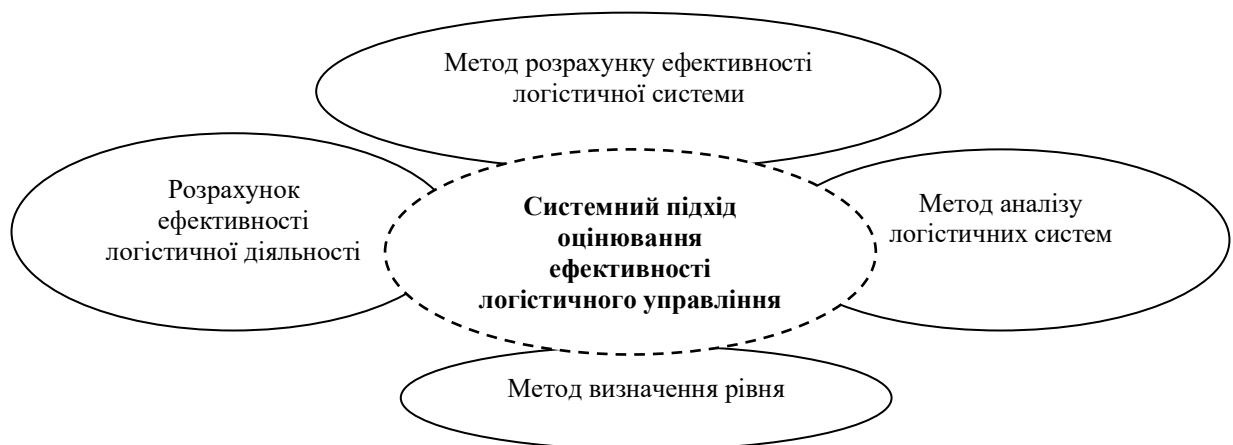 Метод розрахунку ефективності
логістичної системи
Розрахунок
ефективності
логістичної діяльності
Системний підхід
оцінювання
ефективності
логістичного управління
Метод аналізу
логістичних систем
Метод визначення рівня